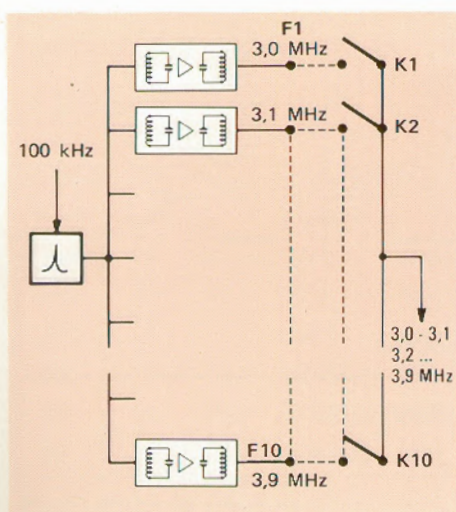 F1
3,0 MHz
K1
3,1 MHz
K2
100 kHz
3,0 - 3,1
3,2 ...
3,9 MHz
F10
3,9 MHz
K10